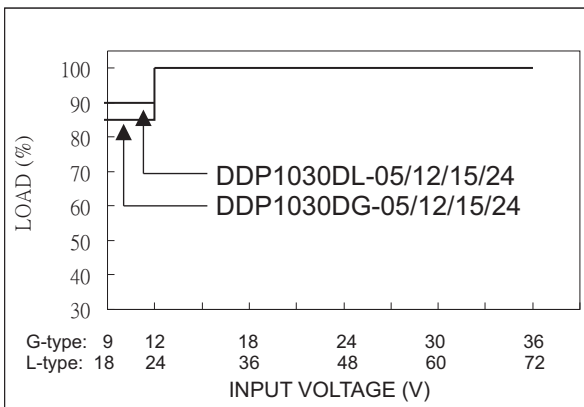 100
90
80
70
60
50
40
30
LOAD (%)
DDP1030DL-05/12/15/24
DDP1030DG-05/12/15/24
G-type: 9 12 18 24 30 36
L-type: 18 24 36 48 60 72
INPUT VOLTAGE (V)